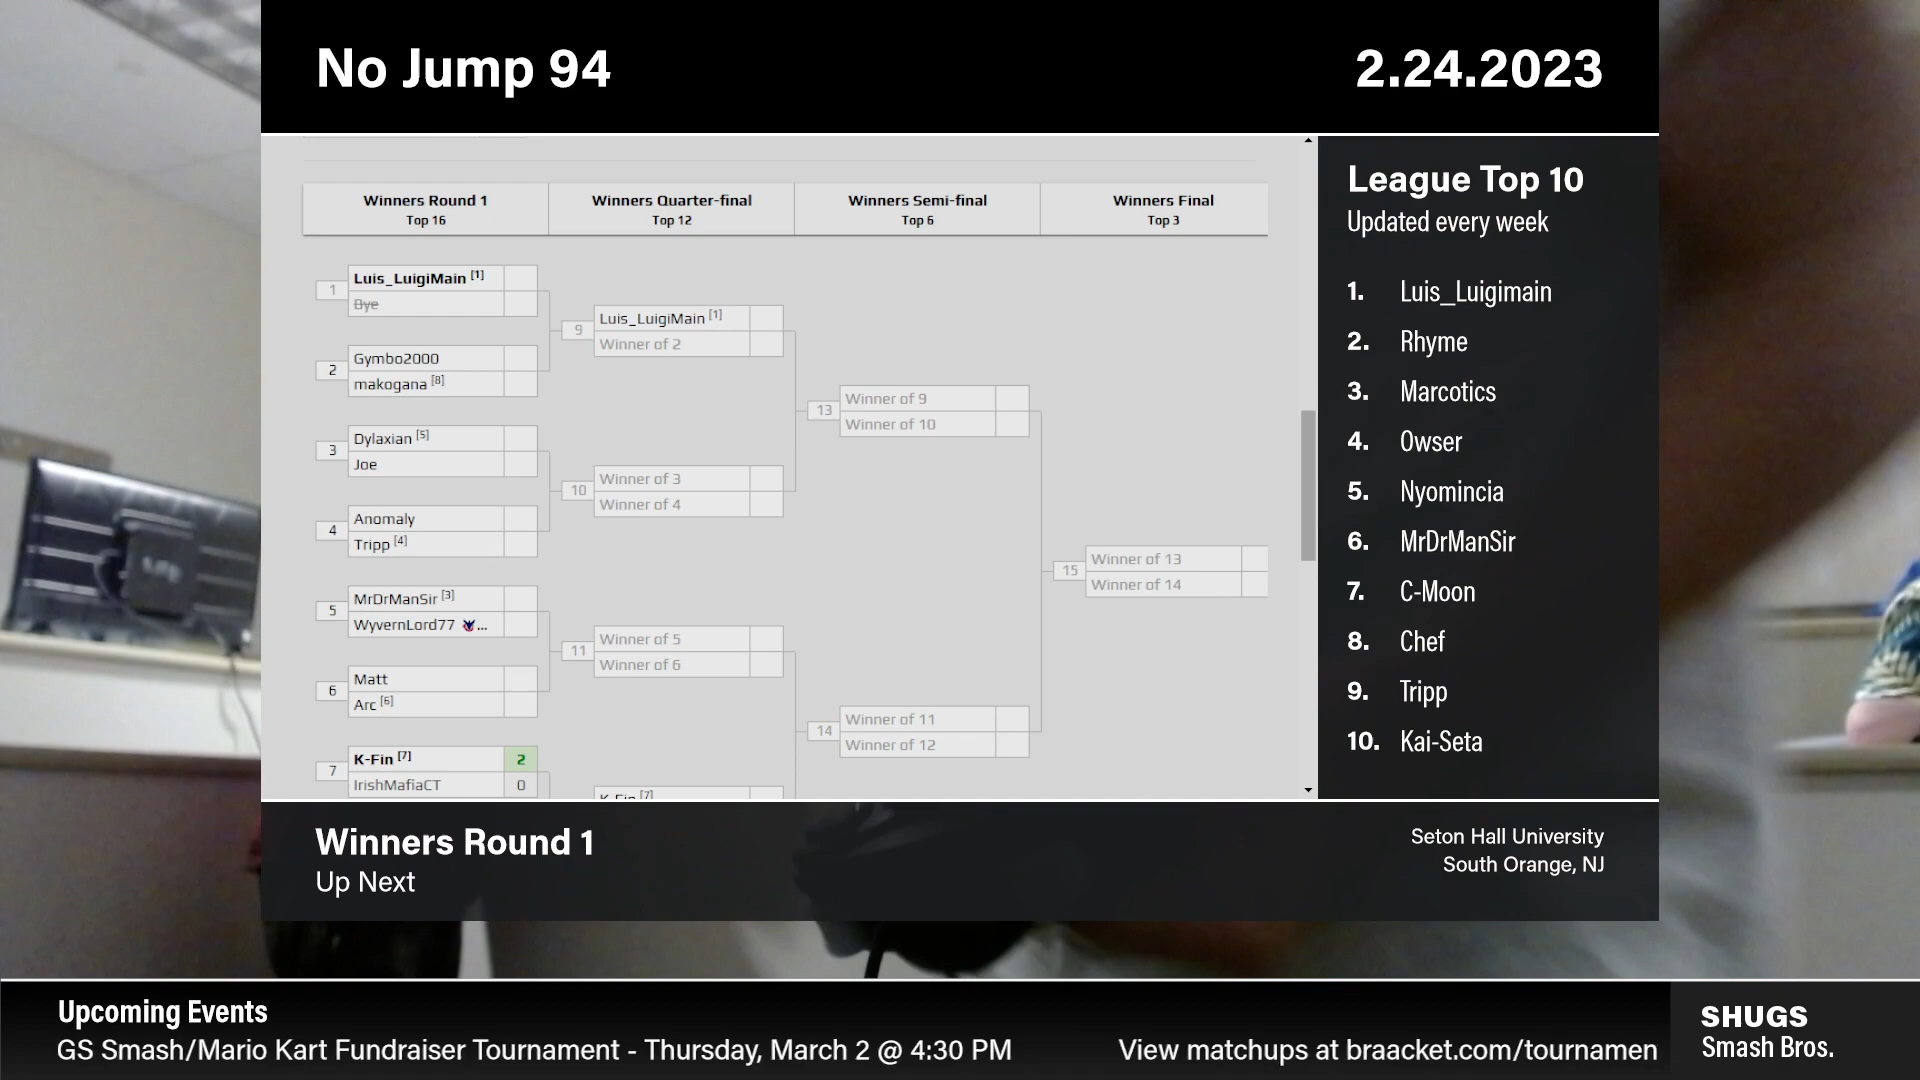 No Jump 94
2.24.2023
Winners Round 1
Top 16
Winners Quarter-final
Top 12
Winners Semi-final
Top 6
Winners Final
Top 3
1
Luis_LuigiMain [1]
Bye
2
Gymbo2000
makogana [8]
3
Dylaxian [5]
Joe
4
Anomaly
Tripp [4]
5
MrDrManSir [3]
WyvernLord77 ...
6
Matt
Arc [6]
7
K-Fin [7] 2
IrishMafiaCT 0
9
Luis_LuigiMain [1]
Winner of 2
10
Winner of 3
Winner of 4
11
Winner of 5
Winner of 6
K-Fin [7]
13
Winner of 9
Winner of 10
14
Winner of 11
Winner of 12
15
Winner of 13
Winner of 14
League Top 10
Updated every week
1. Luis_Luigimain
2. Rhyme
3. Marcotics
4. Owser
5. Nyomincia
6. MrDrManSir
7. C-Moon
8. Chef
9. Tripp
10. Kai-Seta
Winners Round 1
Up Next
Seton Hall University
South Orange, NJ
Upcoming Events
GS Smash/Mario Kart Fundraiser Tournament - Thursday, March 2 @ 4:30 PM
View matchups at braacket.com/tournamen
SHUGS
Smash Bros.